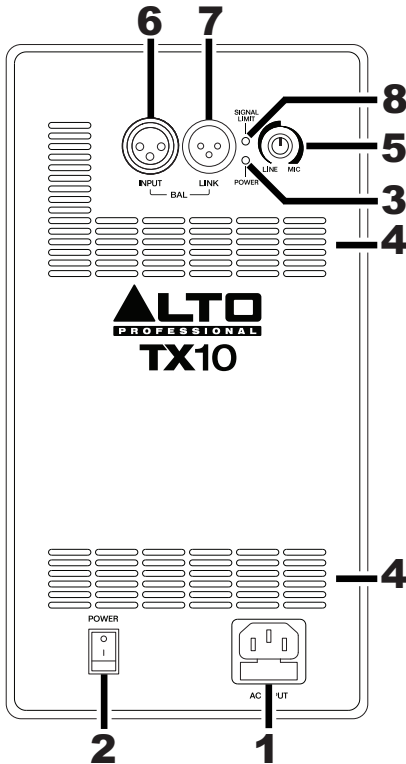 6 7
SIGNAL
LIMIT
8
5
INPUT
LINK
BAL
LINE MIC
POWER
3
4
ALTO
PROFESSIONAL
TX10
4
POWER
AC PUT
2
1